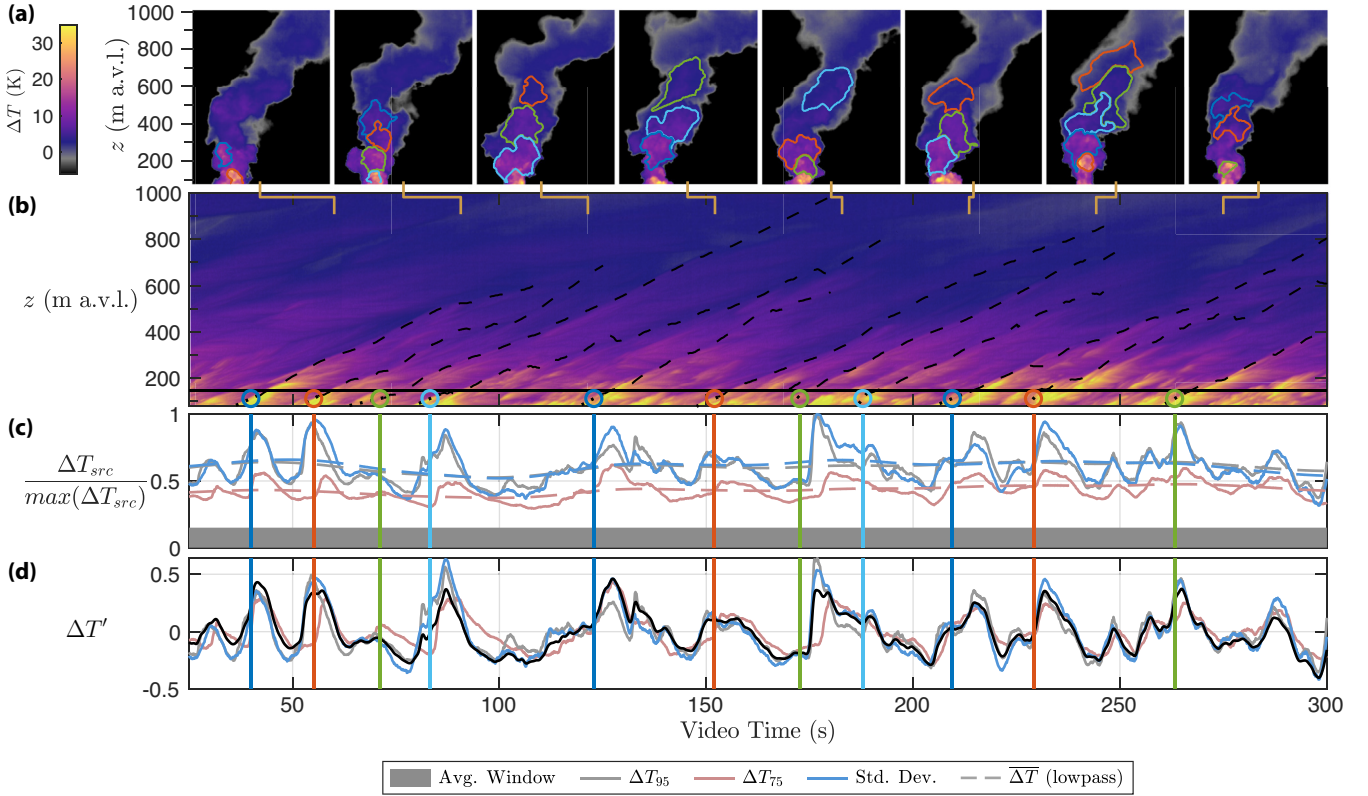 (a)
ΔT (K)
30
20
10
0
z (m a.v.l.)
1000
800
600
400
200
(b)
z (m a.v.l.)
1000
800
600
400
200
(c)
ΔT_src
max(ΔT_src)
1
0.5
0
(d)
ΔT′
0.5
0
-0.5
50 100 150 200 250 300
Video Time (s)
Avg. Window ΔT_95 ΔT_75 Std. Dev. \overline{ΔT} (lowpass)